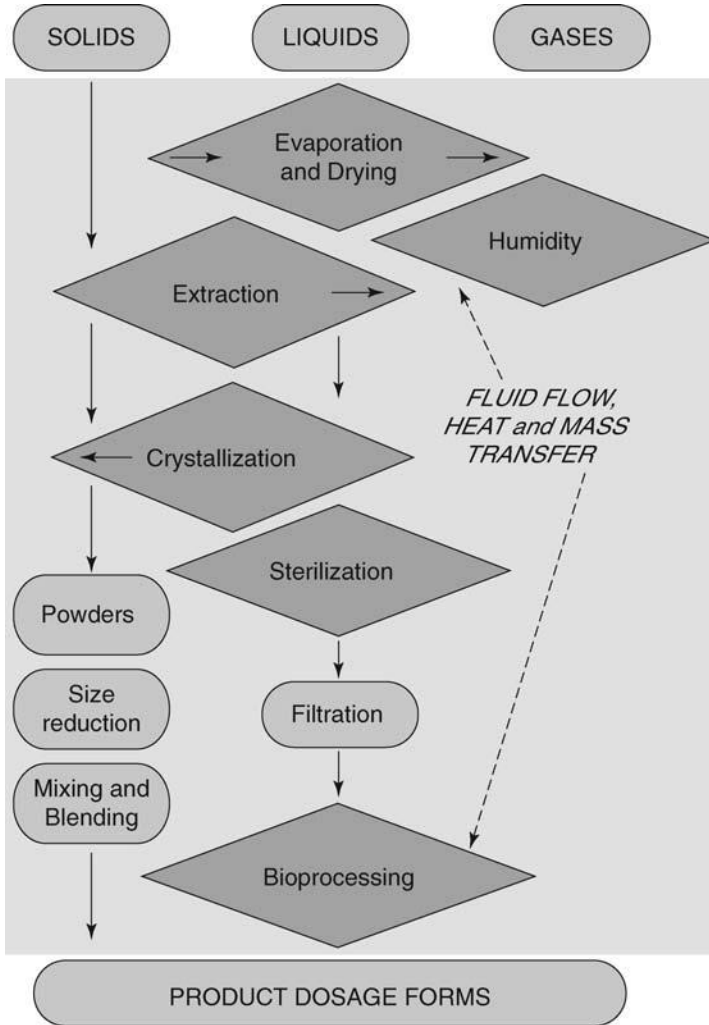 SOLIDS
LIQUIDS
GASES
Evaporation
and Drying
Humidity
Extraction
FLUID FLOW,
HEAT and MASS
TRANSFER
Crystallization
Sterilization
Powders
Size
reduction
Filtration
Mixing and
Blending
Bioprocessing
PRODUCT DOSAGE FORMS